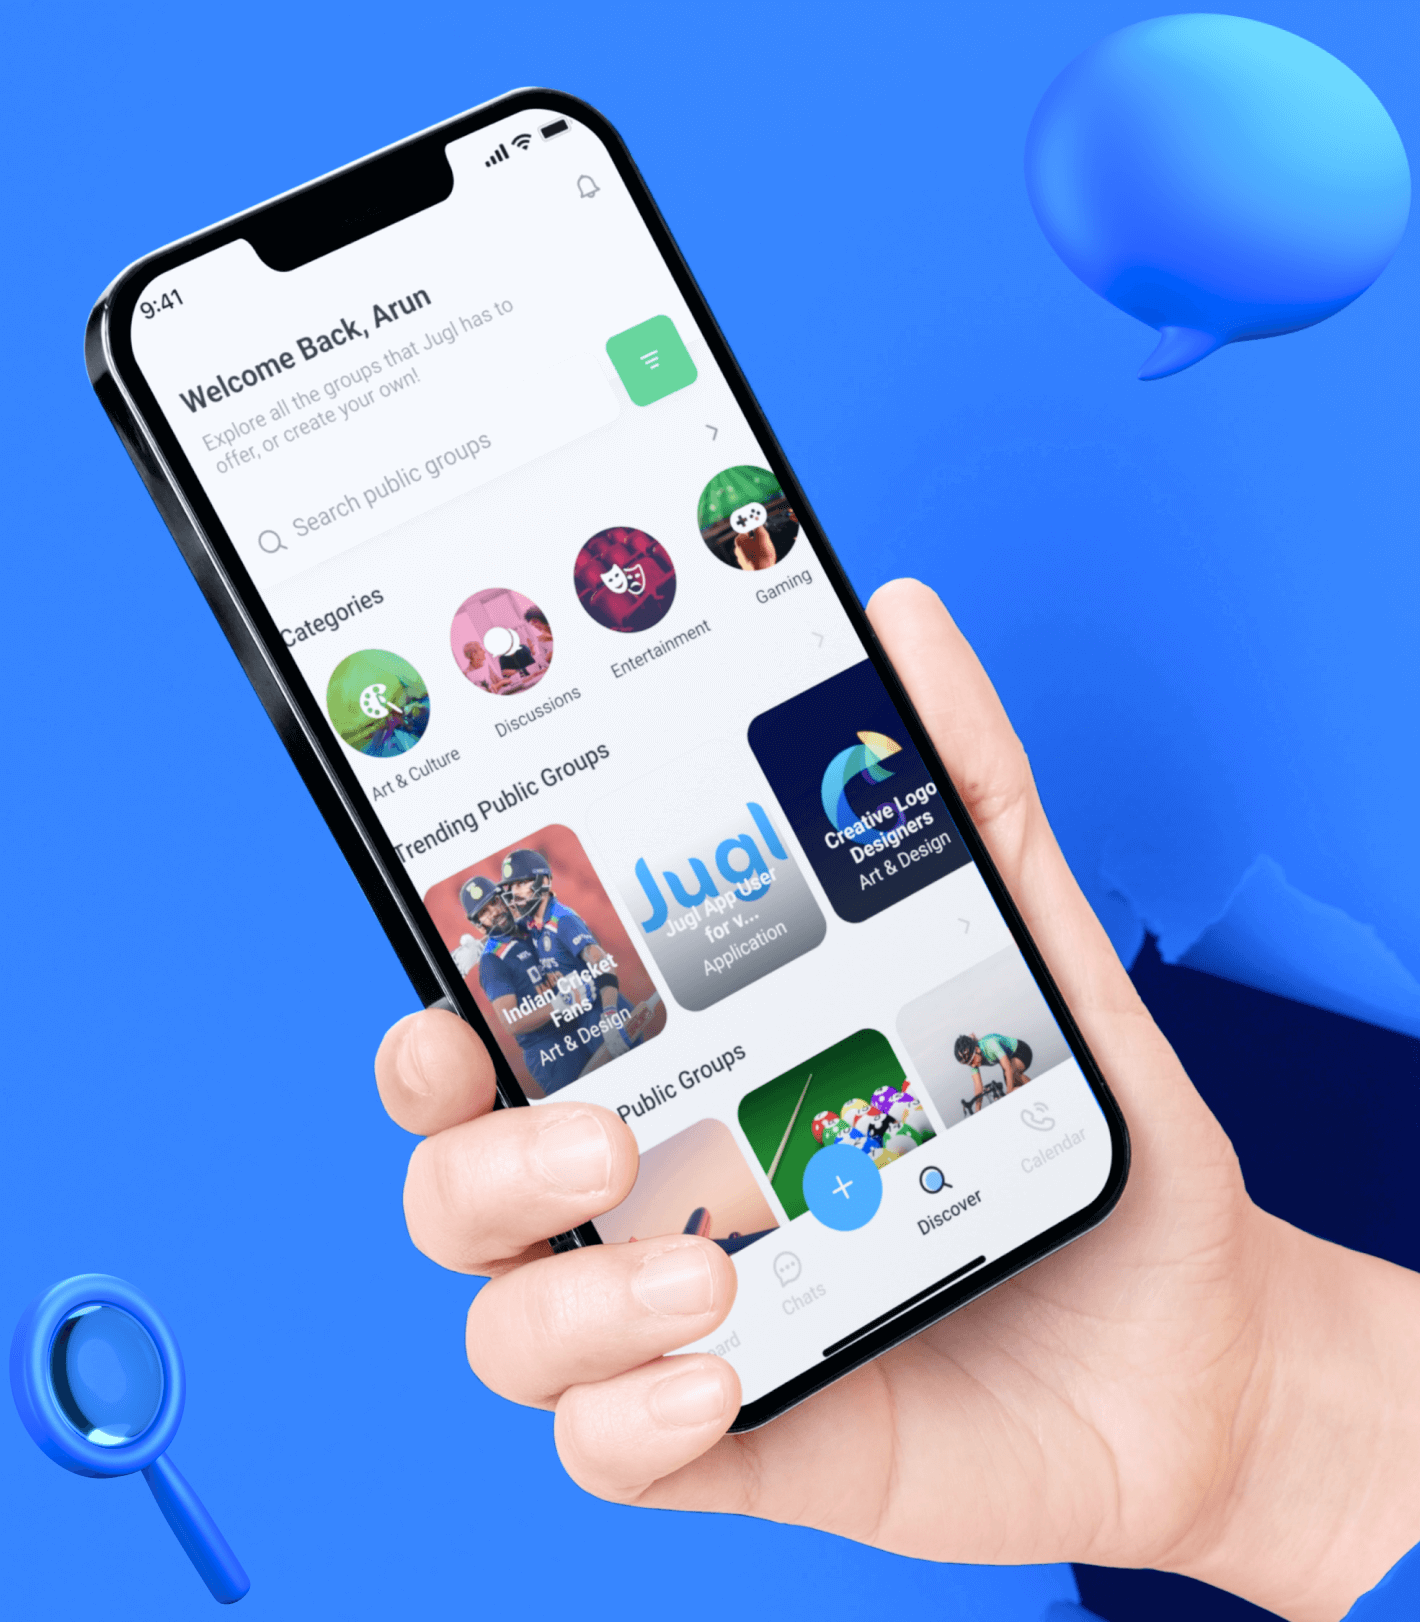 9:41
Welcome Back, Arun
Explore all the groups that Jugl has to
offer, or create your own!
Search public groups
Categories
Art & Culture
Discussions
Entertainment
Gaming
Trending Public Groups
Indian Cricket
Fans
Art & Design
Jugl
Jugl App User
for v...
Application
Creative Logo
Designers
Art & Design
Public Groups
Chats
Discover
Calendar